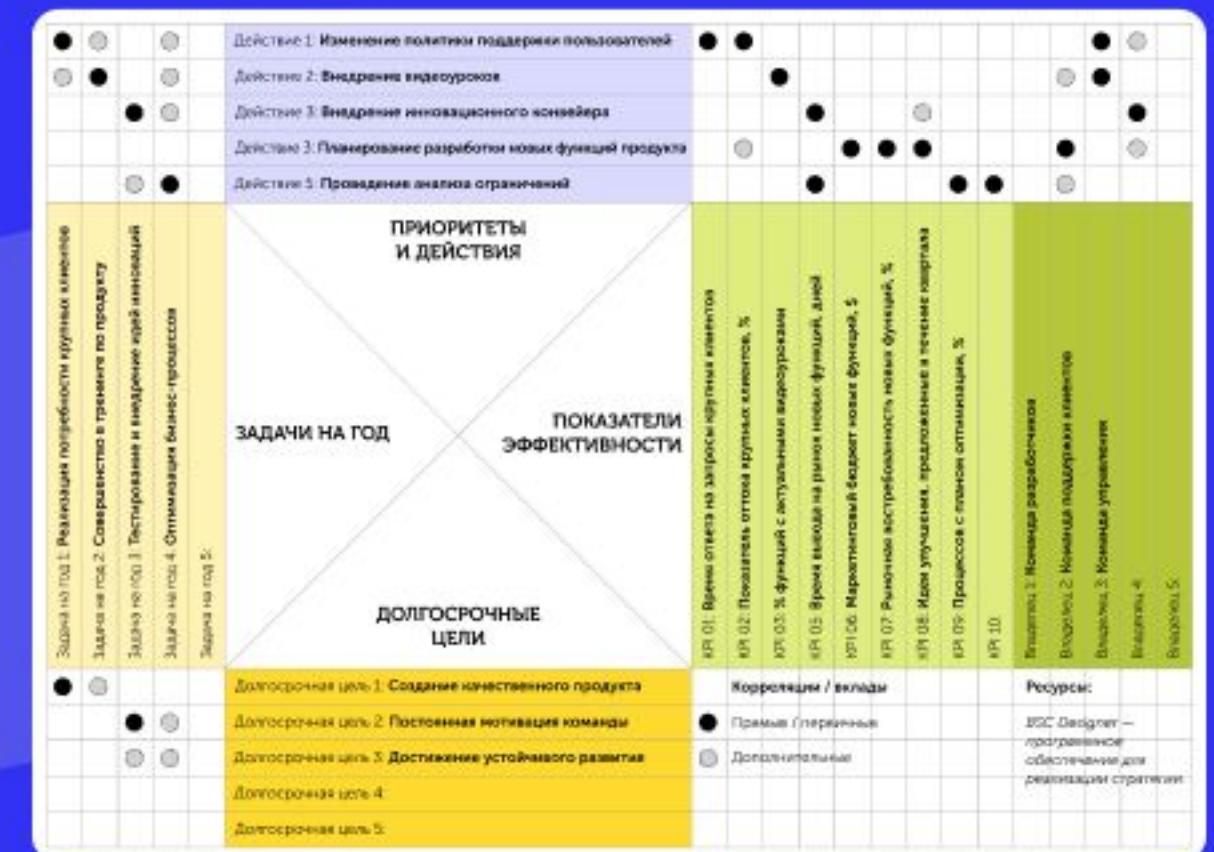 Действие 1: Изменение политики поддержки пользователей
Действие 2: Внедрение видеоуроков
Действие 3: Внедрение инновационного конвейера
Действие 3: Планирование разработки новых функций продукта
Действие 5: Проведение анализа ограничений
Задача на год 1: Реализация потребности крупных клиентов
Задача на год 2: Совершенство в тренинге по продукту
Задача на год 3: Тестирование и внедрение идей инноваций
Задача на год 4: Оптимизация бизнес-процессов
Задача на год 5:
ПРИОРИТЕТЫ
И ДЕЙСТВИЯ
ЗАДАЧИ НА ГОД
ПОКАЗАТЕЛИ
ЭФФЕКТИВНОСТИ
ДОЛГОСРОЧНЫЕ
ЦЕЛИ
KPI 01: Время ответа на запросы крупных клиентов
KPI 02: Показатель оттока крупных клиентов, %
KPI 03: % функций с актуальными видеоуроками
KPI 05: Время вывода на рынок новых функций, дней
KPI 06: Маркетинговый бюджет новых функций, $
KPI 07: Рыночная востребованность новых функций, %
KPI 08: Идеи улучшения, предложенные в течение квартала
KPI 09: Процессов с планом оптимизации, %
KPI 10:
Владелец 1: Команда разработчиков
Владелец 2: Команда поддержки клиентов
Владелец 3: Команда управления
Владелец 4:
Владелец 5:
Долгосрочная цель 1: Создание качественного продукта
Долгосрочная цель 2: Постоянная мотивация команды
Долгосрочная цель 3: Достижение устойчивого развития
Долгосрочная цель 4:
Долгосрочная цель 5:
Корреляции / вклады
Прямые / первичные
Дополнительные
Ресурсы:
BSC Designer —
программное
обеспечение для
реализации стратегии